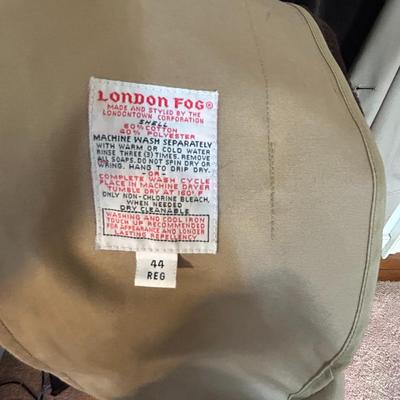 LONDON FOG®
MADE AND STYLED BY THE
LONDONTOWN CORPORATION
SHELL
60% COTTON
40% POLYESTER
MACHINE WASH SEPARATELY
WITH WARM OR COLD WATER
RINSE THREE (3) TIMES. REMOVE
ALL SOAPS. DO NOT SPIN DRY OR
WRING. HANG TO DRIP DRY.
-OR-
COMPLETE WASH CYCLE
PLACE IN MACHINE DRYER
TUMBLE DRY AT 160° F
ONLY NON-CHLORINE BLEACH,
WHEN NEEDED
DRY CLEANABLE
WASHING AND COOL IRON
TOUCH UP RECOMMENDED
FOR APPEARANCE AND LONGER
LASTING REPELLENCY
44
REG